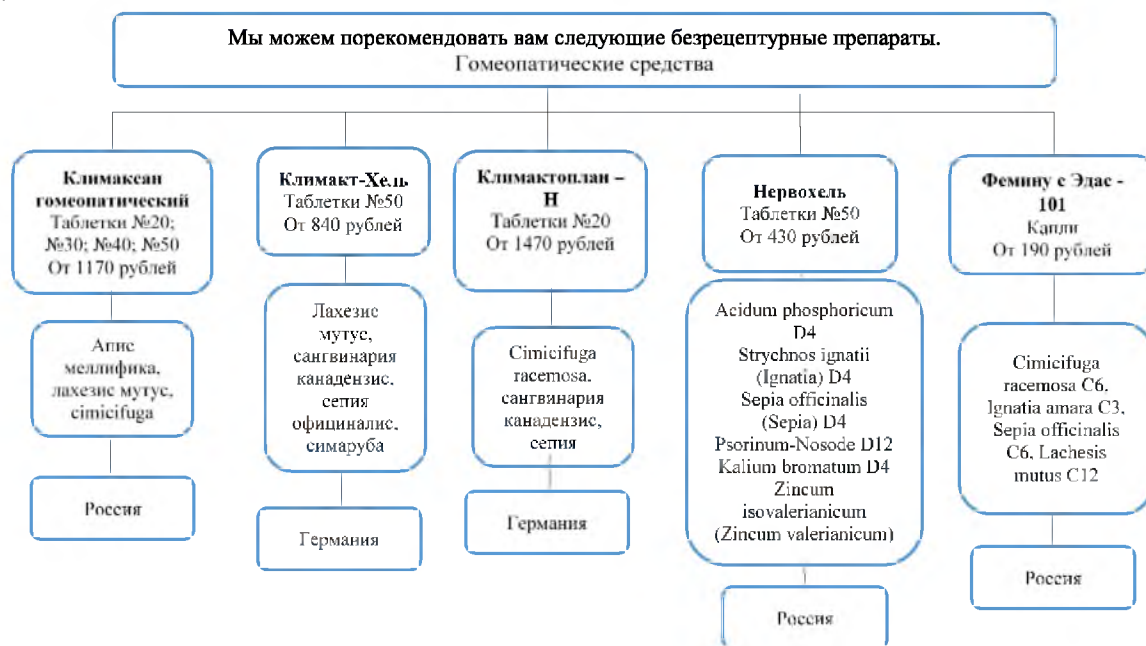 Мы можем порекомендовать вам следующие безрецептурные препараты.
Гомеопатические средства
Климаксан
гомеопатический
Таблетки №20;
№30; №40; №50
От 1170 рублей
Апис
меллифика,
лахезис мутус,
cimicifuga
Россия
Климакт-Хель
Таблетки №50
От 840 рублей
Лахезис
мутус,
сангвинария
канадензис,
сепия
официналис,
симаруба
Германия
Климактоплан –
Н
Таблетки №20
От 1470 рублей
Cimicifuga
racemosa,
сангвинария
канадензис,
сепия
Германия
Нервохель
Таблетки №50
От 430 рублей
Acidum phosphoricum
D4
Strychnos ignatii
(Ignatia) D4
Sepia officinalis
(Sepia) D4
Psorinum-Nosode D12
Kalium bromatum D4
Zincum
isovalerianicum
(Zincum valerianicum)
Россия
Фемину с Эдас -
101
Капли
От 190 рублей
Cimicifuga
racemosa C6,
Ignatia amara C3,
Sepia officinalis
C6, Lachesis
mutus C12
Россия